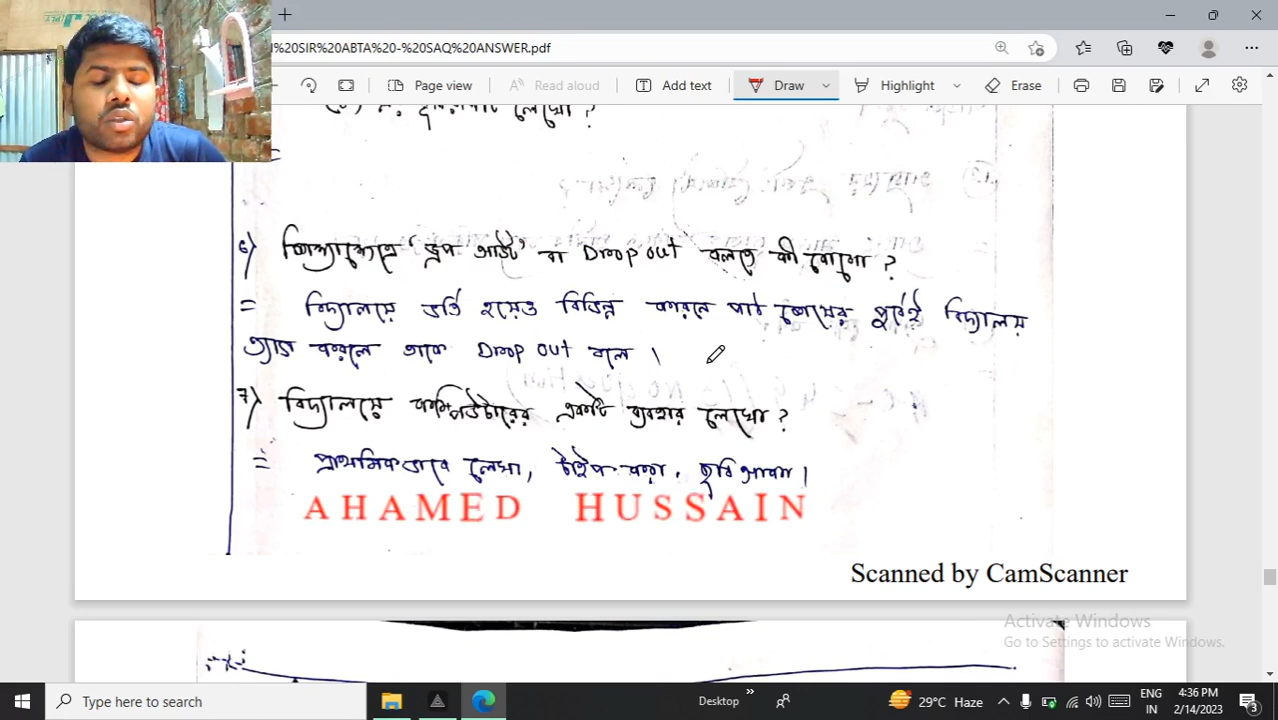 J%20SIR%20ABTA%20-%20SAQ%20ANSWER.pdf
Page view
Read aloud
Add text
Draw
Highlight
Erase
লেখো?
6) শিক্ষাক্ষেত্রে 'ড্রপ আউট' বা Drop out বলতে কী বোঝো?
= বিদ্যালয়ে ভর্তি হয়েও বিভিন্ন কারনে পাঠ শেষের পূর্বেই বিদ্যালয়
ত্যাগ করলে তাকে Drop out বলে।
7) বিদ্যালয়ে কম্পিউটারের একটি ব্যবহার লেখো?
= প্রাথমিকভাবে লেখা, টাইপ করা, ছবি আঁকা।
AHAMED HUSSAIN
Scanned by CamScanner
Activate Windows
Go to Settings to activate Windows.
Type here to search
Desktop
29°C Haze
ENG
IN
4:36 PM
2/14/2023
3